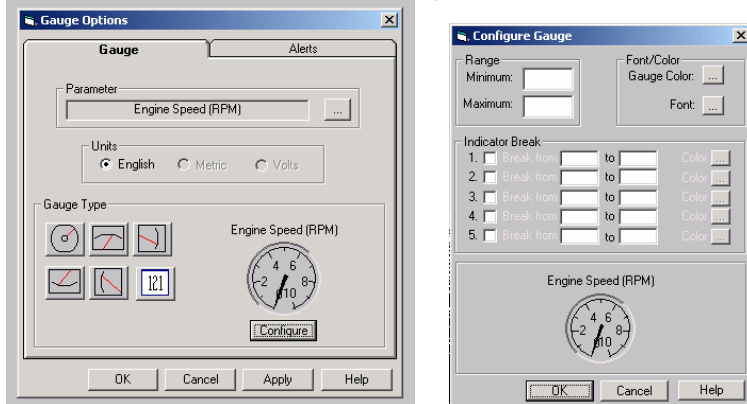 Gauge Options
Gauge Alerts
Parameter
Engine Speed (RPM) ...
Units
English Metric Volts
Gauge Type
121
Engine Speed (RPM)
4 6
2 8
0 10
Configure
OK Cancel Apply Help
Configure Gauge
Range
Minimum:
Maximum:
Font/Color
Gauge Color: ...
Font: ...
Indicator Break
1. Break from to Color ...
2. Break from to Color ...
3. Break from to Color ...
4. Break from to Color ...
5. Break from to Color ...
Engine Speed (RPM)
4 6
2 8
0 10
OK Cancel Help